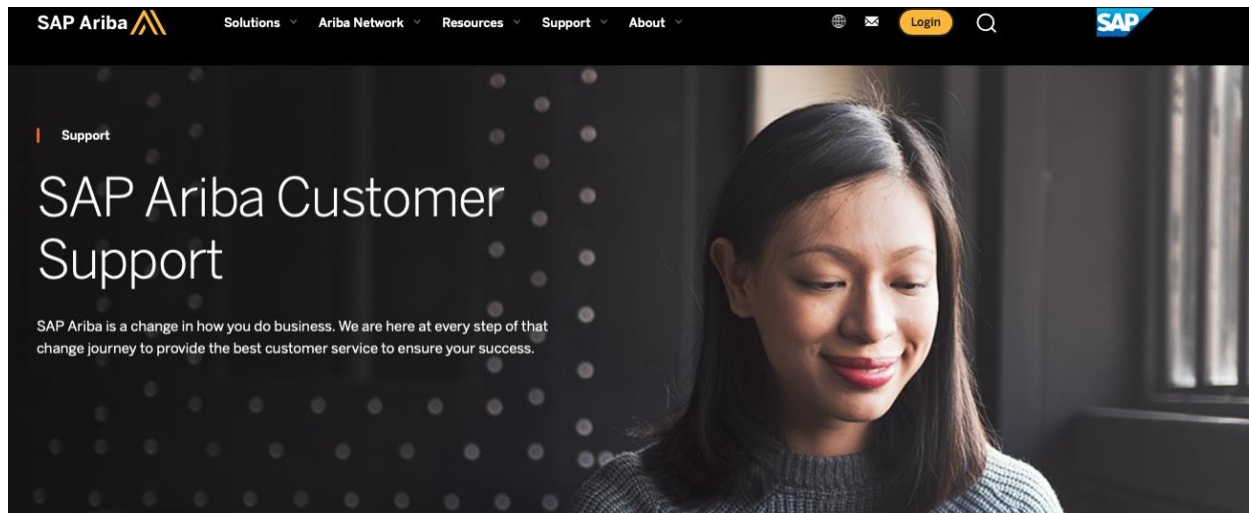 SAP Ariba
Solutions Ariba Network Resources Support About
Login
SAP
Support
SAP Ariba Customer
Support
SAP Ariba is a change in how you do business. We are here at every step of that
change journey to provide the best customer service to ensure your success.